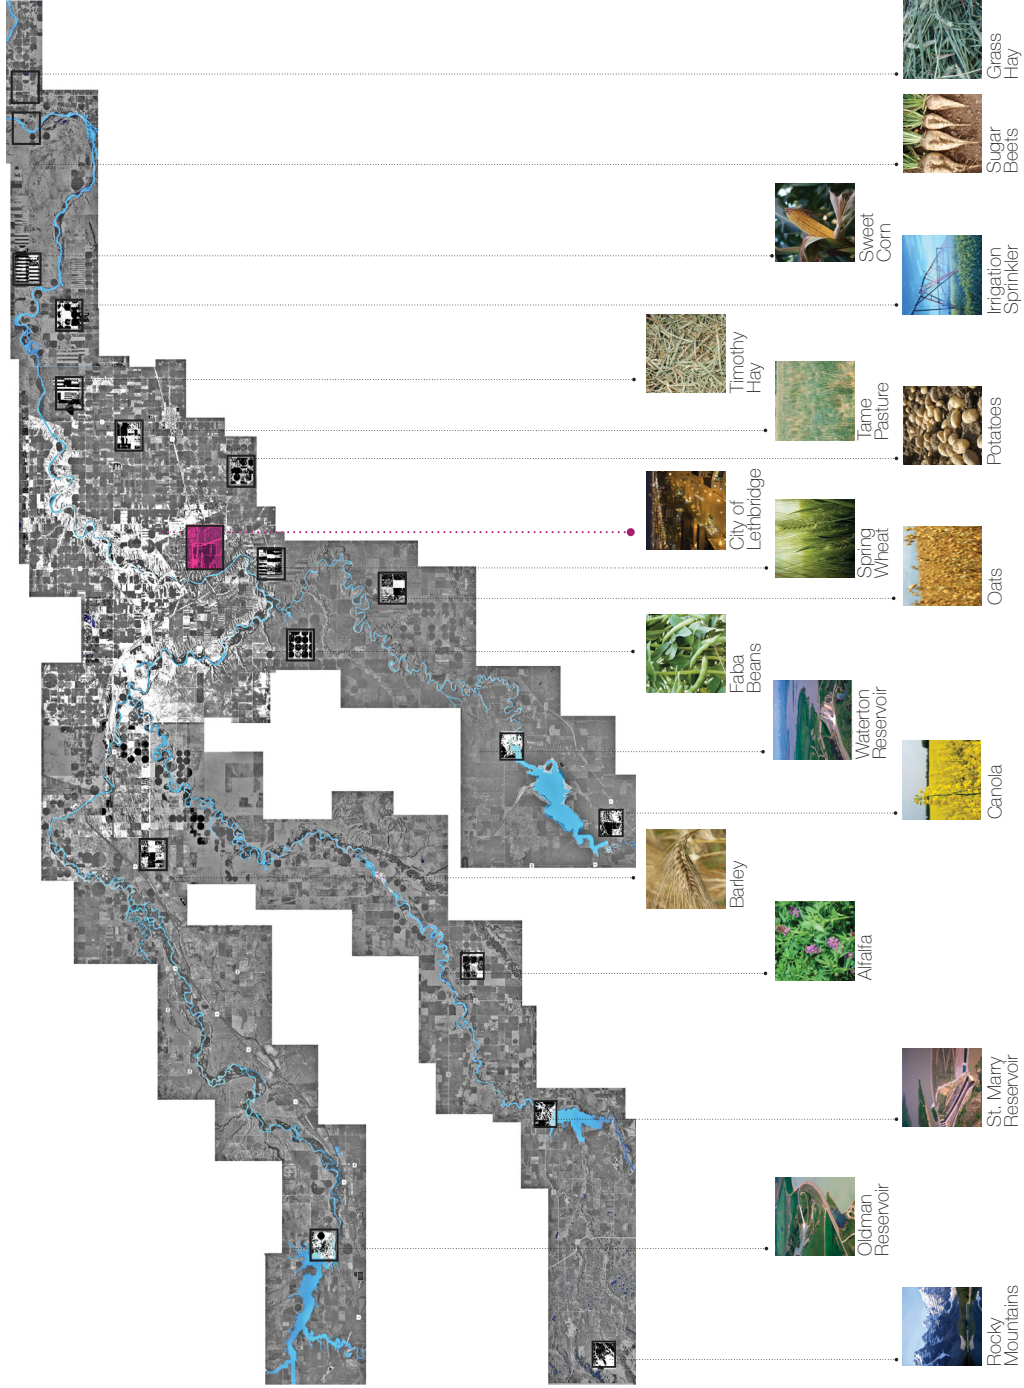 Grass
Hay
Sugar
Beets
Sweet
Corn
Irrigation
Sprinkler
Timothy
Hay
Tame
Pasture
Potatoes
City of
Lethbridge
Spring
Wheat
Oats
Faba
Beans
Waterton
Reservoir
Canola
Barley
Alfalfa
St. Marry
Reservoir
Oldman
Reservoir
Rocky
Mountains